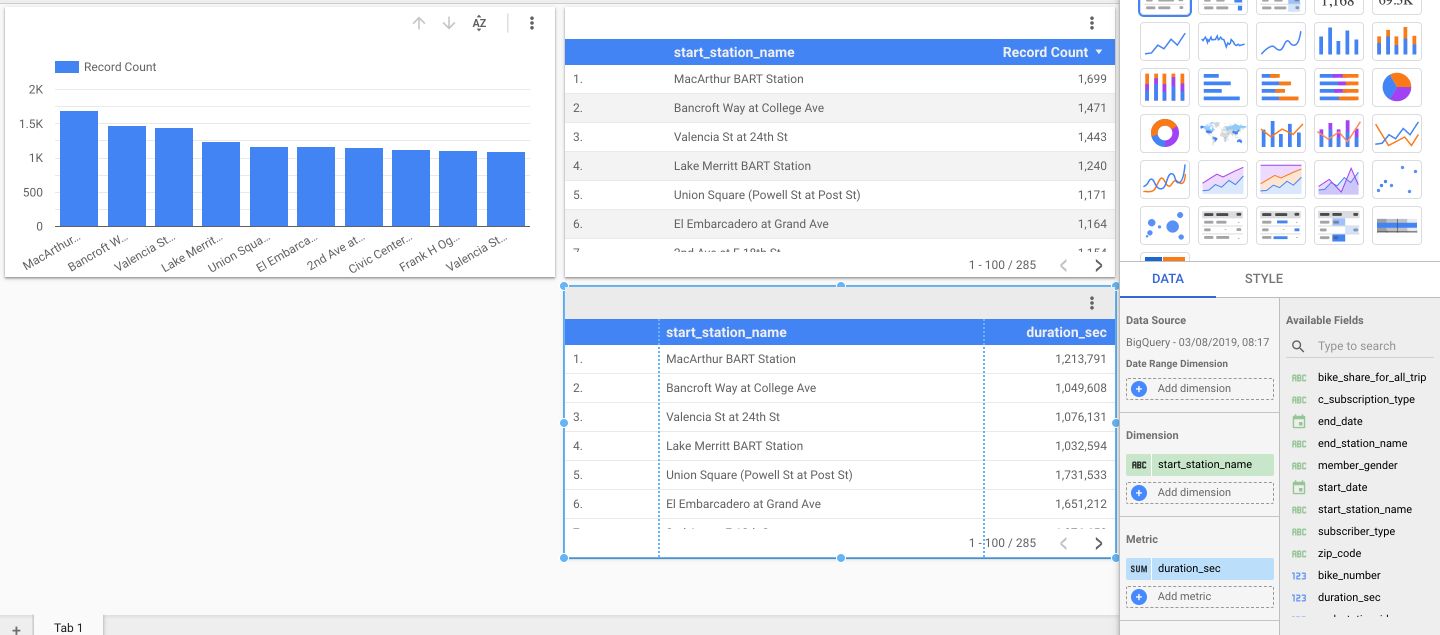 Record Count
2K
1.5K
1K
500
0
MacArthur...
Bancroft W...
Valencia St...
Lake Merrit...
Union Squa...
El Embarca...
2nd Ave at...
Civic Center...
Frank H Og...
Valencia St...
start_station_name Record Count
1. MacArthur BART Station 1,699
2. Bancroft Way at College Ave 1,471
3. Valencia St at 24th St 1,443
4. Lake Merritt BART Station 1,240
5. Union Square (Powell St at Post St) 1,171
6. El Embarcadero at Grand Ave 1,164
7. 2nd Ave at E 18th St 1,154
1 - 100 / 285
start_station_name duration_sec
1. MacArthur BART Station 1,213,791
2. Bancroft Way at College Ave 1,049,608
3. Valencia St at 24th St 1,076,131
4. Lake Merritt BART Station 1,032,594
5. Union Square (Powell St at Post St) 1,731,533
6. El Embarcadero at Grand Ave 1,651,212
1 - 100 / 285
Tab 1
1,168 69.3K
DATA STYLE
Data Source
BigQuery - 03/08/2019, 08:17
Date Range Dimension
Add dimension
Dimension
ABC start_station_name
Add dimension
Metric
SUM duration_sec
Add metric
Available Fields
Type to search
ABC bike_share_for_all_trip
ABC c_subscription_type
end_date
ABC end_station_name
ABC member_gender
start_date
ABC start_station_name
ABC subscriber_type
ABC zip_code
123 bike_number
123 duration_sec